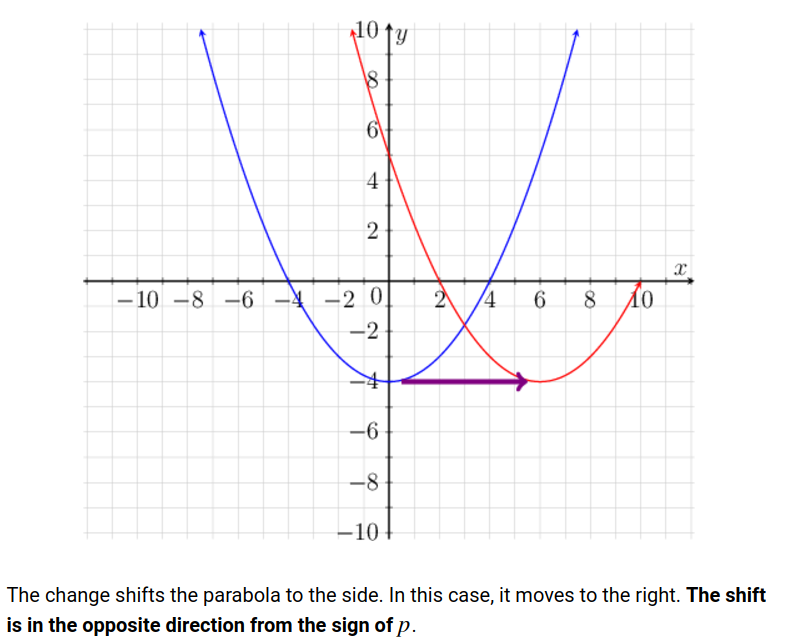 10 y
8
6
4
2
x
−10 −8 −6 −4 −2 0 2 4 6 8 10
−2
−4
−6
−8
−10
The change shifts the parabola to the side. In this case, it moves to the right. The shift
is in the opposite direction from the sign of p.